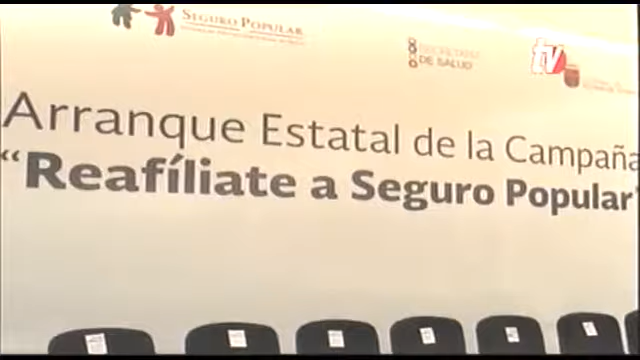 SEGURO POPULAR
SECRETARÍA
DE SALUD
tv
Arranque Estatal de la Campaña
“Reafíliate a Seguro Popular”